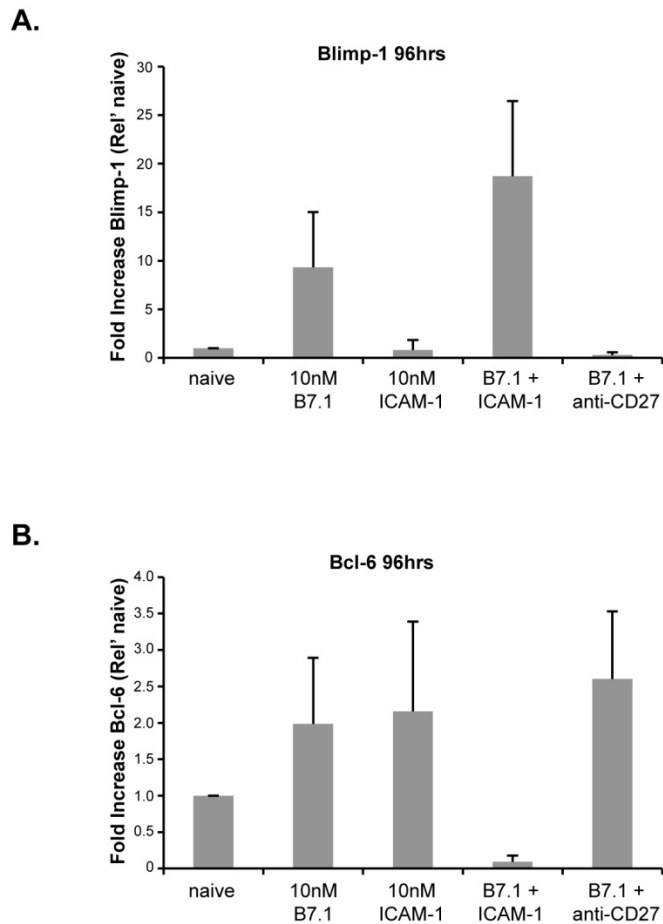 A.
Blimp-1 96hrs
Fold Increase Blimp-1 (Rel’ naive)
30
25
20
15
10
5
0
naive
10nM
B7.1
10nM
ICAM-1
B7.1 +
ICAM-1
B7.1 +
anti-CD27
B.
Bcl-6 96hrs
Fold Increase Bcl-6 (Rel’ naive)
4.0
3.5
3.0
2.5
2.0
1.5
1.0
0.5
0
naive
10nM
B7.1
10nM
ICAM-1
B7.1 +
ICAM-1
B7.1 +
anti-CD27